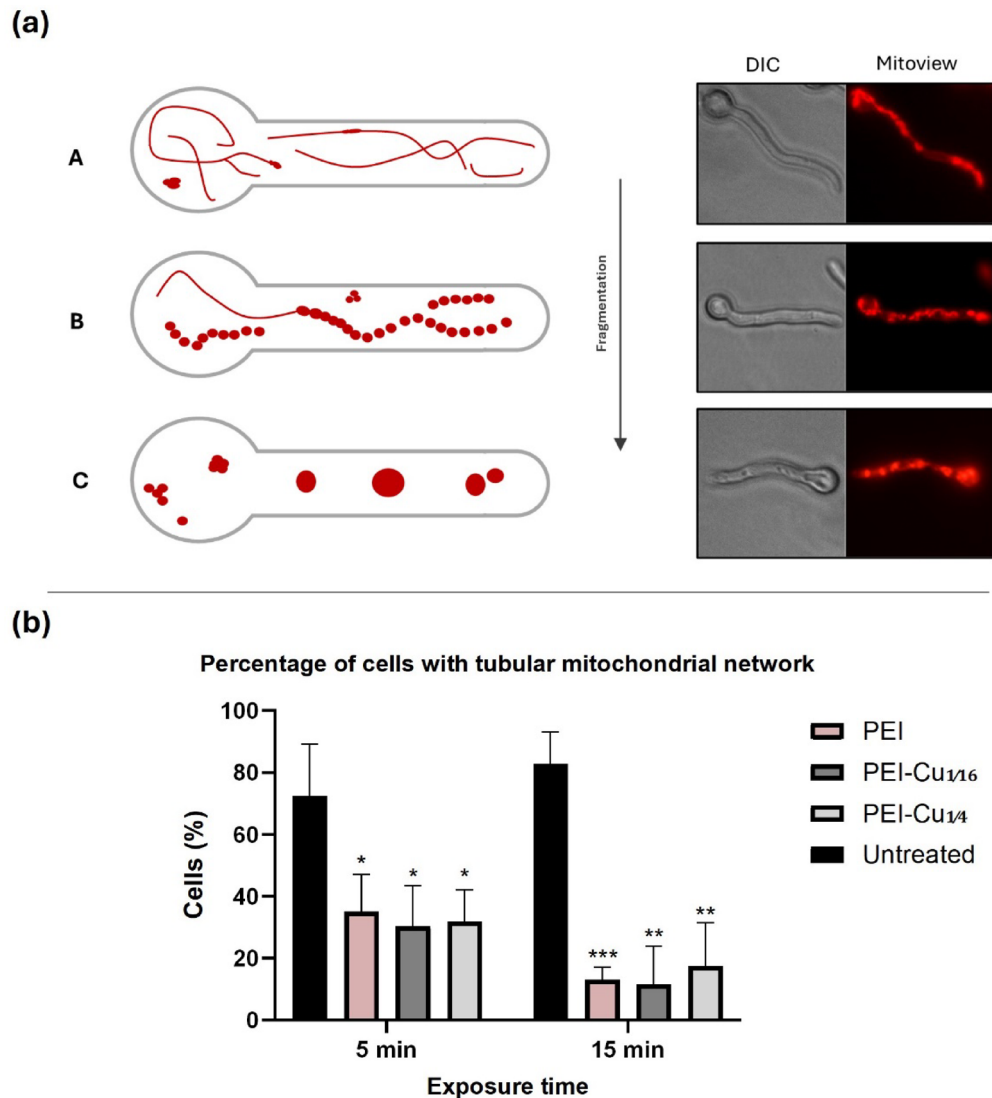 (a)
DIC
Mitoview
A
B
C
Fragmentation
(b)
Percentage of cells with tubular mitochondrial network
100
80
60
40
20
0
Cells (%)
*
*
*
***
**
**
5 min
15 min
Exposure time
PEI
PEI-Cu1/16
PEI-Cu1/4
Untreated